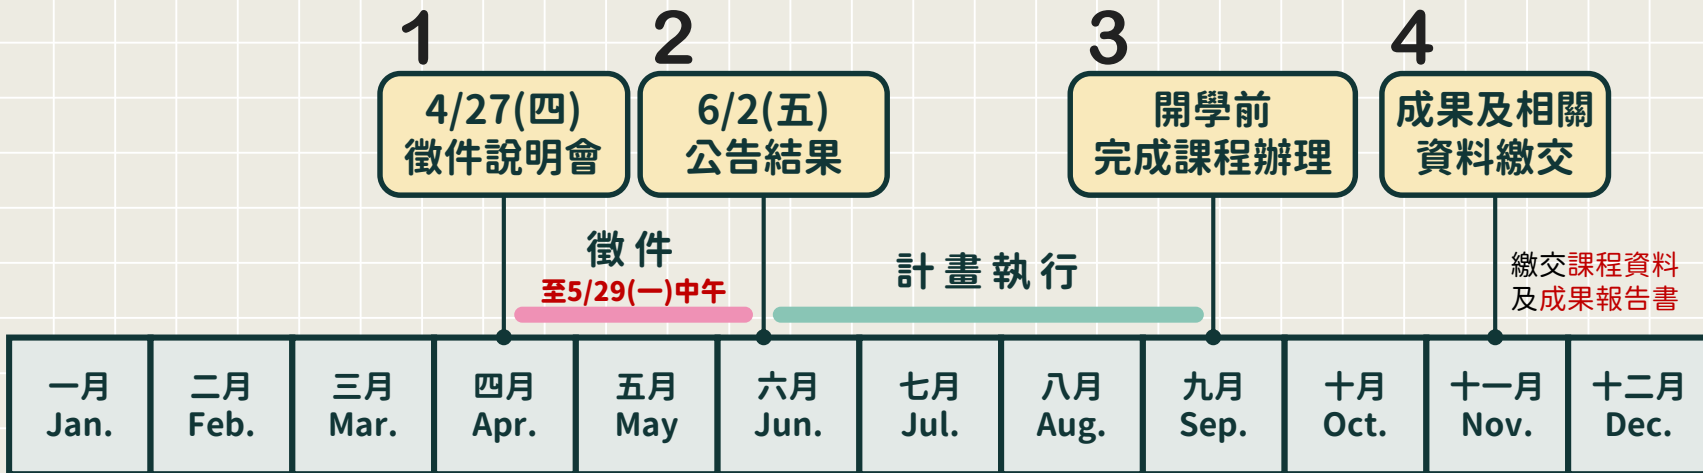 1
4/27(四)
徵件說明會
2
6/2(五)
公告結果
3
開學前
完成課程辦理
4
成果及相關
資料繳交
徵件
至5/29(一)中午
計畫執行
繳交課程資料
及成果報告書
一月
Jan.
二月
Feb.
三月
Mar.
四月
Apr.
五月
May
六月
Jun.
七月
Jul.
八月
Aug.
九月
Sep.
十月
Oct.
十一月
Nov.
十二月
Dec.